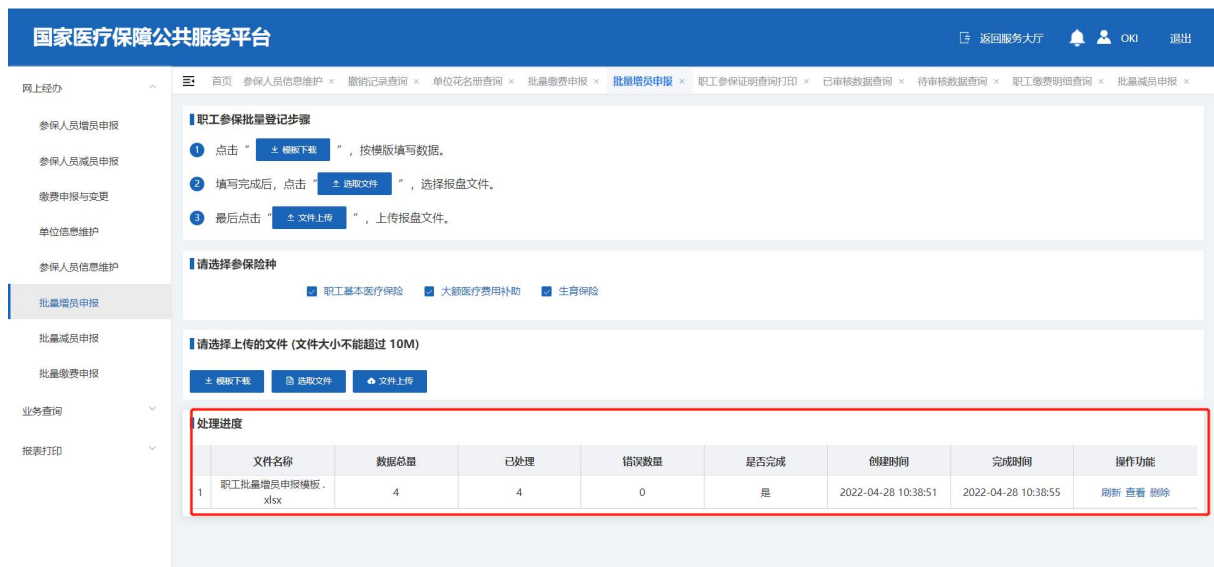 国家医疗保障公共服务平台
返回服务大厅 OKI 退出
网上经办
参保人员增员申报
参保人员减员申报
缴费申报与变更
单位信息维护
参保人员信息维护
批量增员申报
批量减员申报
批量缴费申报
业务查询
报表打印
首页 参保人员信息维护 × 撤销记录查询 × 单位花名册查询 × 批量缴费申报 × 批量增员申报 × 职工参保证明查询打印 × 已审核数据查询 × 待审核数据查询 × 职工缴费明细查询 × 批量减员申报 ×
职工参保批量登记步骤
1 点击 “ 模板下载 ” ，按模版填写数据。
2 填写完成后，点击 “ 选取文件 ” ，选择报盘文件。
3 最后点击 “ 文件上传 ” ，上传报盘文件。
请选择参保险种
职工基本医疗保险 大额医疗费用补助 生育保险
请选择上传的文件 (文件大小不能超过 10M)
模板下载 选取文件 文件上传
处理进度
文件名称 数据总量 已处理 错误数量 是否完成 创建时间 完成时间 操作功能
1 职工批量增员申报模板 .
xlsx 4 4 0 是 2022-04-28 10:38:51 2022-04-28 10:38:55 刷新 查看 删除